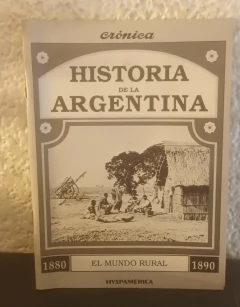 crónica
HISTORIA
DE LA
ARGENTINA
1880 EL MUNDO RURAL 1890
HYSPAMERICA